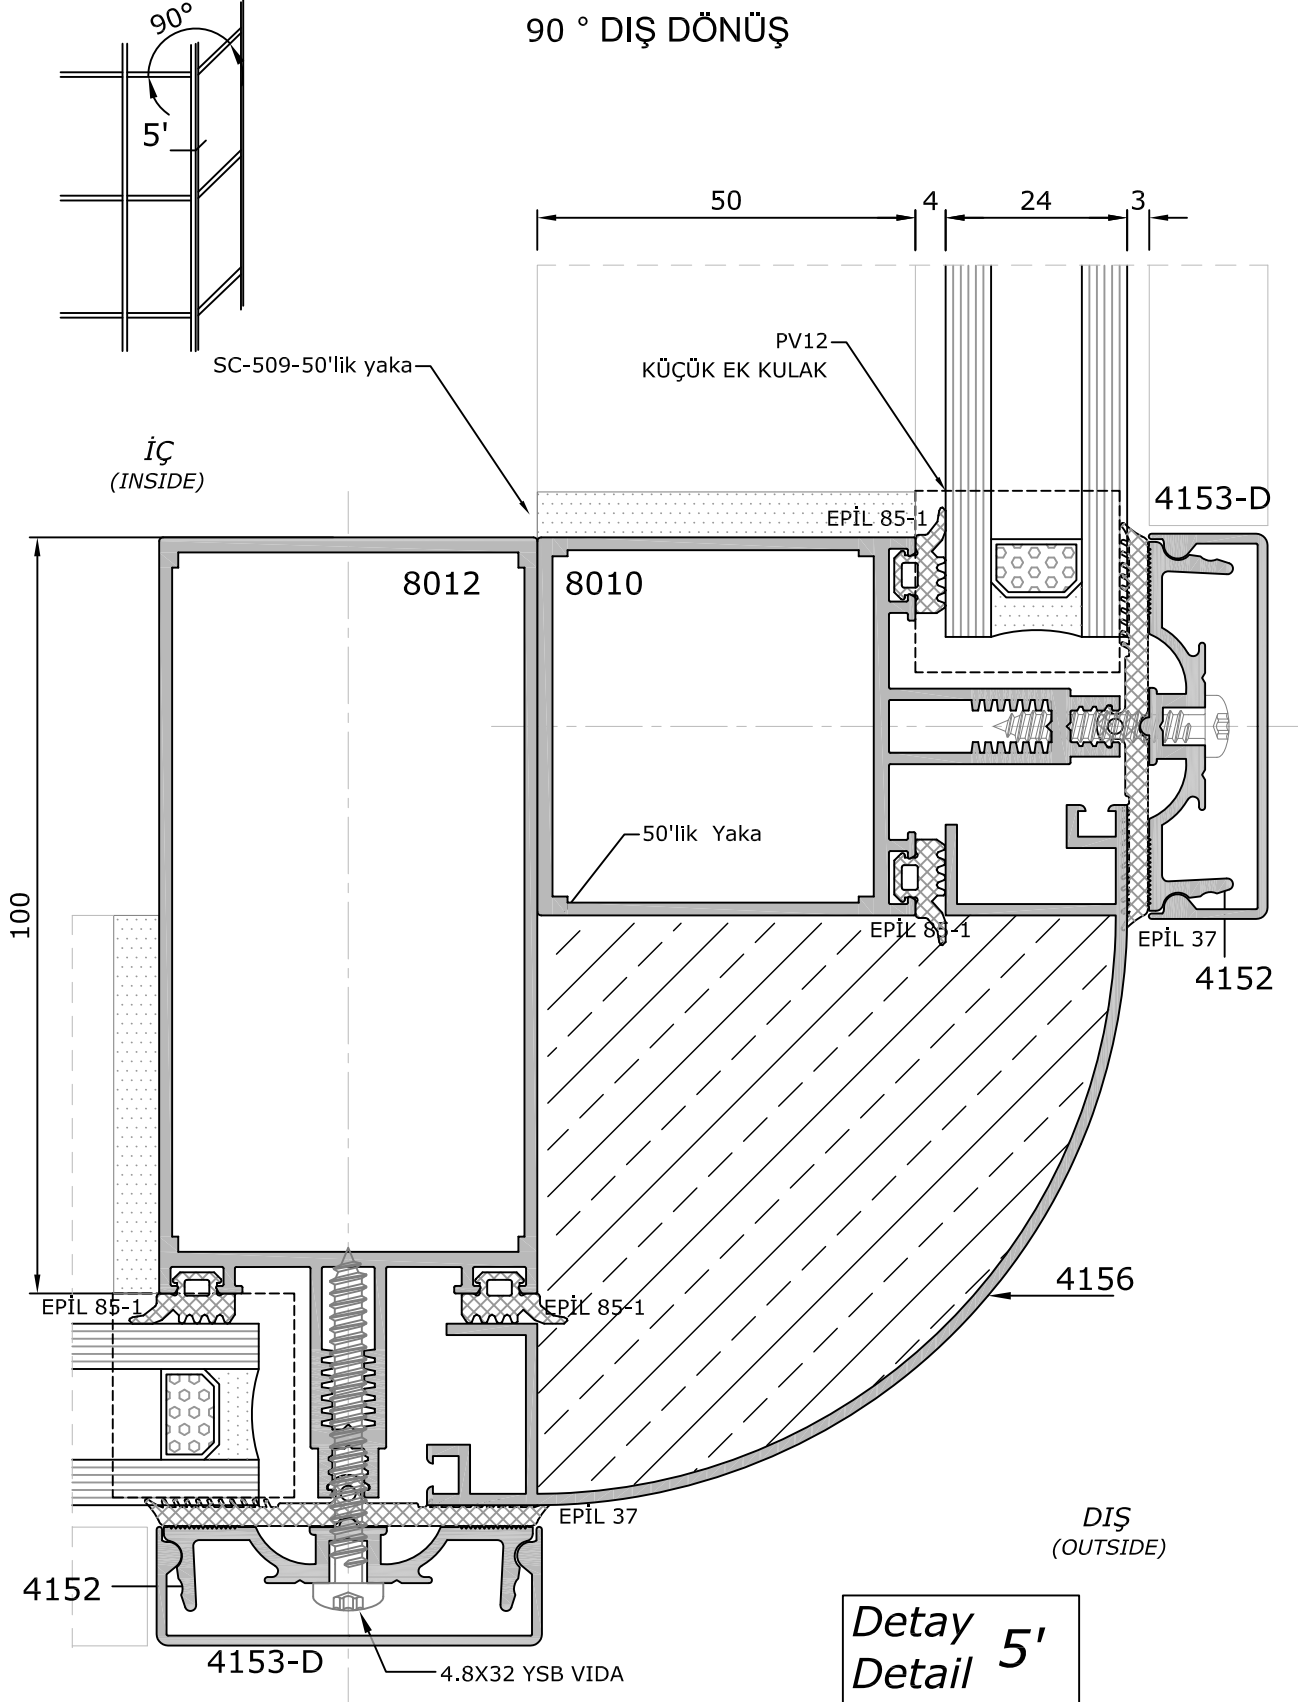 90 ° DIŞ DÖNÜŞ
90°
5'
50
4
24
3
SC-509-50'lik yaka
PV12
KÜÇÜK EK KULAK
İÇ
(INSIDE)
4153-D
EPİL 85-1
8012
8010
50'lik Yaka
100
EPİL 85-1
EPİL 37
4152
4156
EPİL 85-1
EPİL 85-1
EPİL 37
DIŞ
(OUTSIDE)
4152
4153-D
4.8X32 YSB VIDA
Detay
Detail
5'